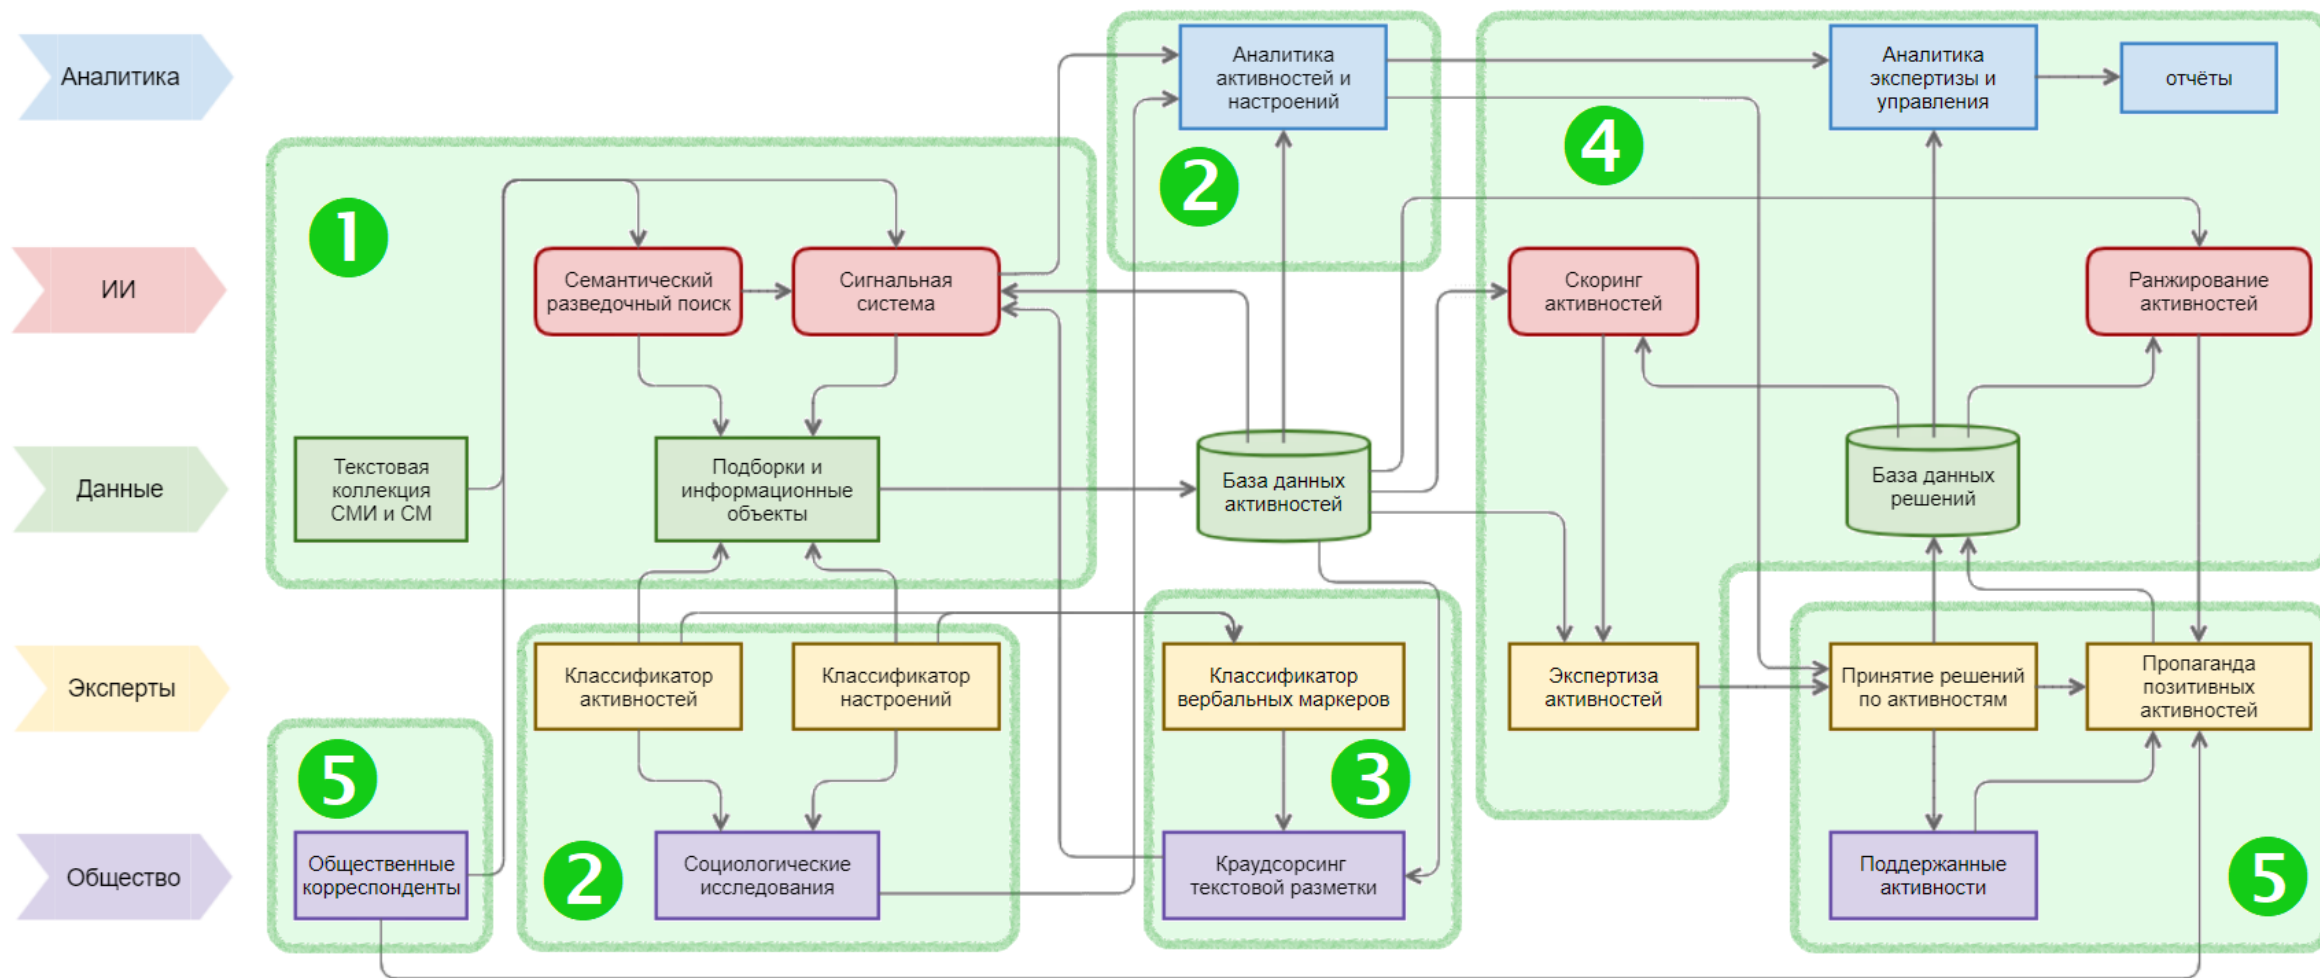 Аналитика
Аналитика
активностей и
настроений
Аналитика
экспертизы и
управления
отчёты
2
4
1
ИИ
Семантический
разведочный поиск
Сигнальная
система
Скоринг
активностей
Ранжирование
активностей
Данные
Текстовая
коллекция
СМИ и СМ
Подборки и
информационные
объекты
База данных
активностей
База данных
решений
Эксперты
Классификатор
активностей
Классификатор
настроений
Классификатор
вербальных маркеров
Экспертиза
активностей
Принятие решений
по активностям
Пропаганда
позитивных
активностей
5
3
Общество
Общественные
корреспонденты
2
Социологические
исследования
Краудсорсинг
текстовой разметки
Поддержанные
активности
5